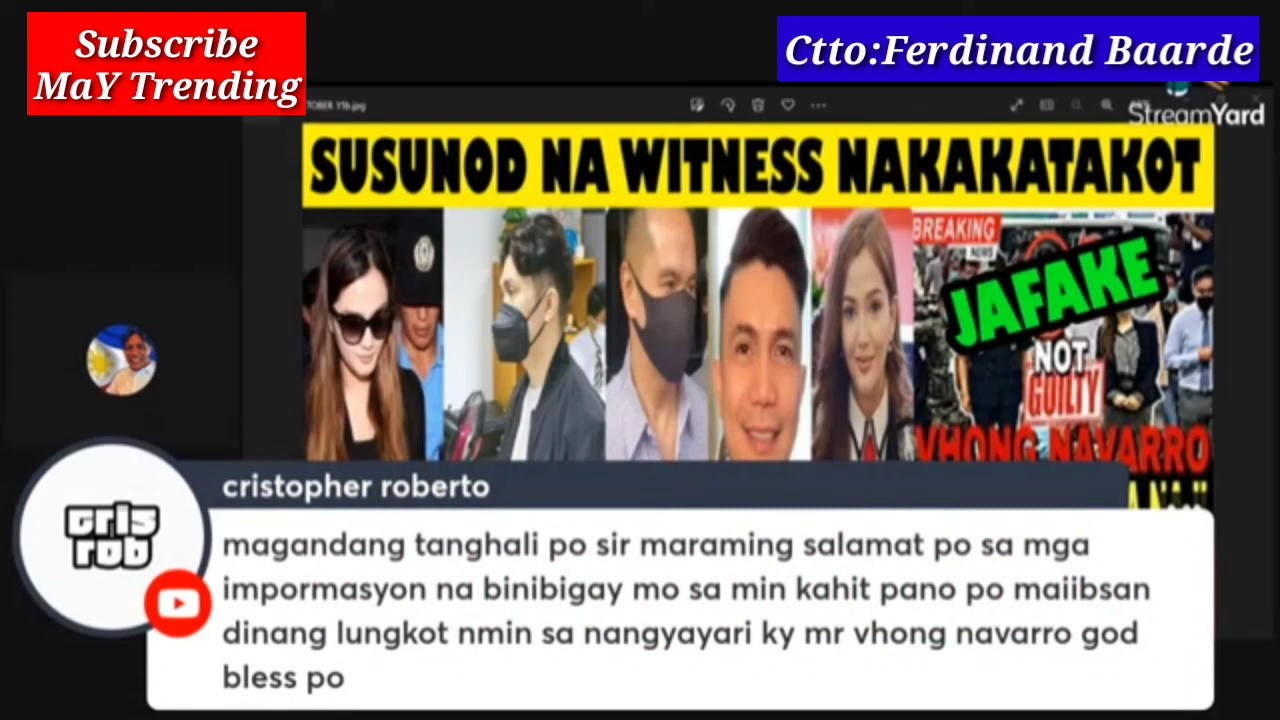 Subscribe
MaY Trending
Ctto:Ferdinand Baarde
StreamYard
SUSUNOD NA WITNESS NAKAKATAKOT
BREAKING
NEWS
JAFAKE
NOT
GUILTY
VHONG NAVARRO
cris
rob
cristopher roberto
magandang tanghali po sir maraming salamat po sa mga
impormasyon na binibigay mo sa min kahit pano po maiibsan
dinang lungkot nmin sa nangyayari ky mr vhong navarro god
bless po